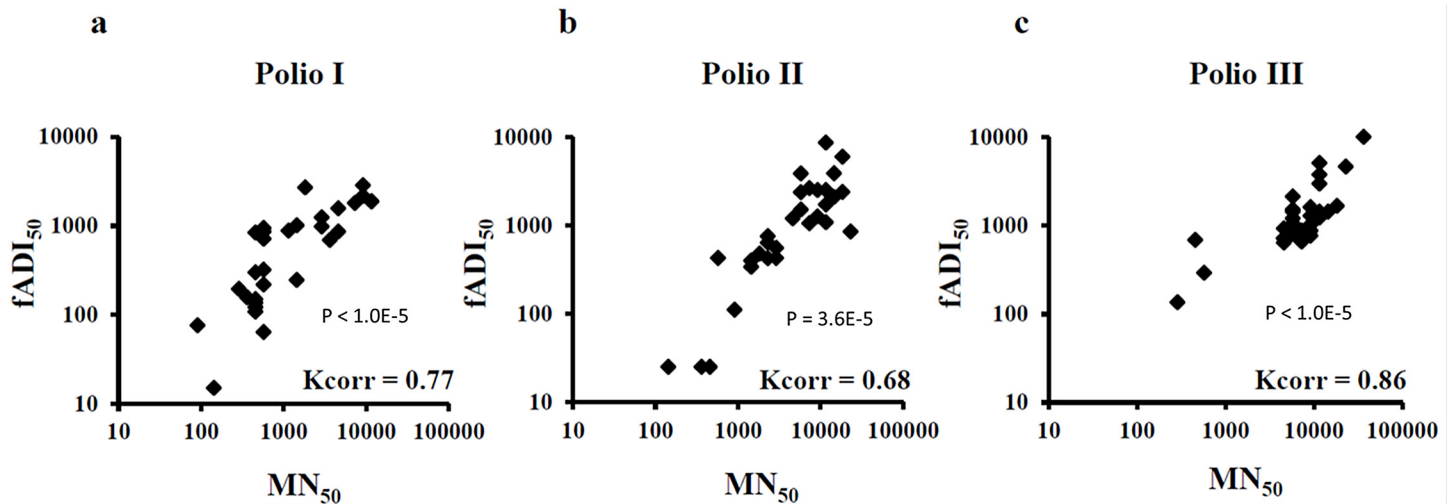 a
Polio I
10000
1000
100
10
fADI50
10 100 1000 10000 100000
MN50
P < 1.0E-5
Kcorr = 0.77
b
Polio II
10000
1000
100
10
fADI50
10 100 1000 10000 100000
MN50
P = 3.6E-5
Kcorr = 0.68
c
Polio III
10000
1000
100
10
fADI50
10 100 1000 10000 100000
MN50
P < 1.0E-5
Kcorr = 0.86